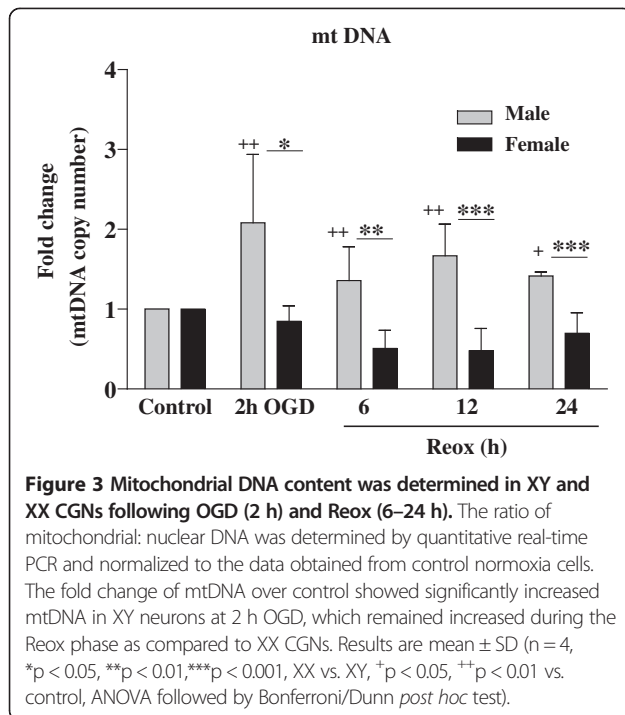 mt DNA
4
3
2
1
0
Fold change
(mtDNA copy number)
Male
Female
++ *
++ **
++ ***
+ ***
Control 2h OGD 6 12 24
Reox (h)
Figure 3 Mitochondrial DNA content was determined in XY and
XX CGNs following OGD (2 h) and Reox (6–24 h). The ratio of
mitochondrial: nuclear DNA was determined by quantitative real-time
PCR and normalized to the data obtained from control normoxia cells.
The fold change of mtDNA over control showed significantly increased
mtDNA in XY neurons at 2 h OGD, which remained increased during the
Reox phase as compared to XX CGNs. Results are mean ± SD (n = 4,
*p < 0.05, **p < 0.01,***p < 0.001, XX vs. XY, +p < 0.05, ++p < 0.01 vs.
control, ANOVA followed by Bonferroni/Dunn post hoc test).